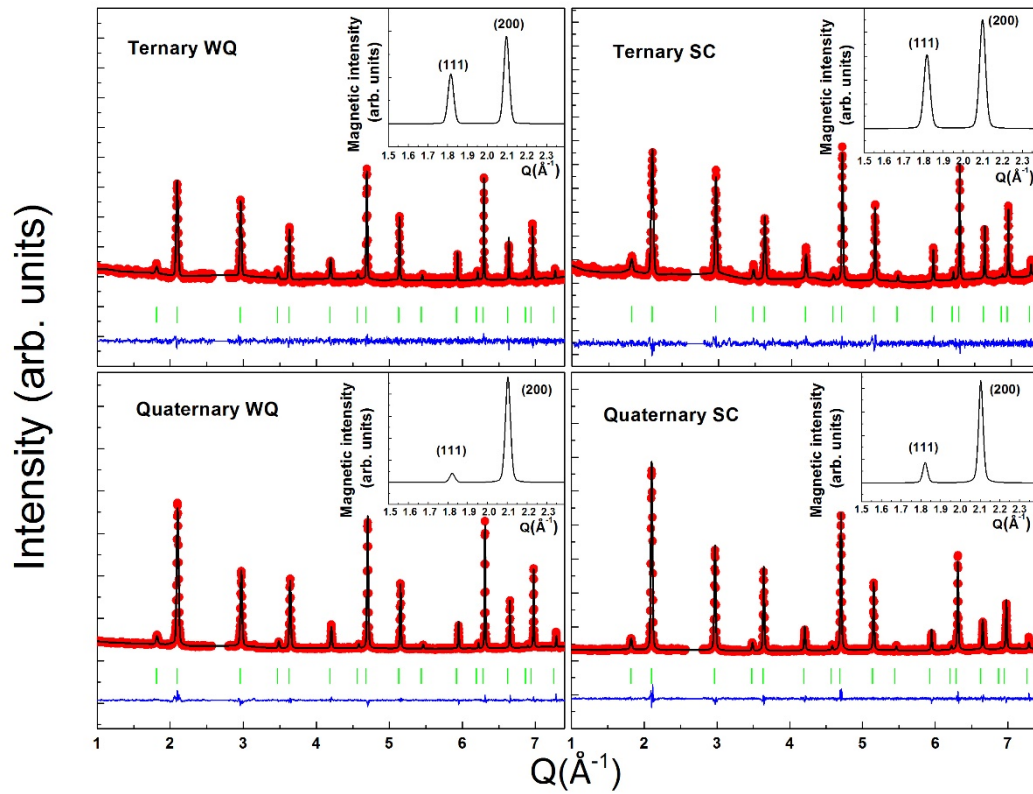 Intensity (arb. units)
Ternary WQ
Magnetic intensity
(arb. units)
(111)
(200)
1.5 1.6 1.7 1.8 1.9 2.0 2.1 2.2 2.3
Q(Å⁻¹)
Ternary SC
Magnetic intensity
(arb. units)
(111)
(200)
1.5 1.6 1.7 1.8 1.9 2.0 2.1 2.2 2.3
Q(Å⁻¹)
Quaternary WQ
Magnetic intensity
(arb. units)
(111)
(200)
1.5 1.6 1.7 1.8 1.9 2.0 2.1 2.2 2.3
Q(Å⁻¹)
Quaternary SC
Magnetic intensity
(arb. units)
(111)
(200)
1.5 1.6 1.7 1.8 1.9 2.0 2.1 2.2 2.3
Q(Å⁻¹)
1 2 3 4 5 6 7
2 3 4 5 6 7
Q(Å⁻¹)